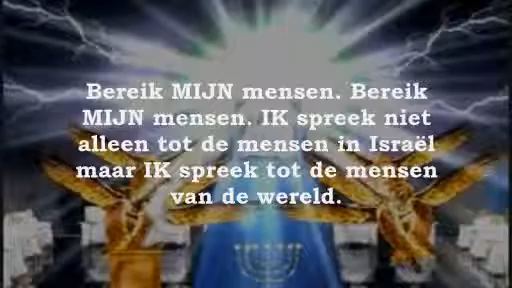 Bereik MIJN mensen. Bereik
MIJN mensen. IK spreek niet
alleen tot de mensen in Israël
maar IK spreek tot de mensen
van de wereld.